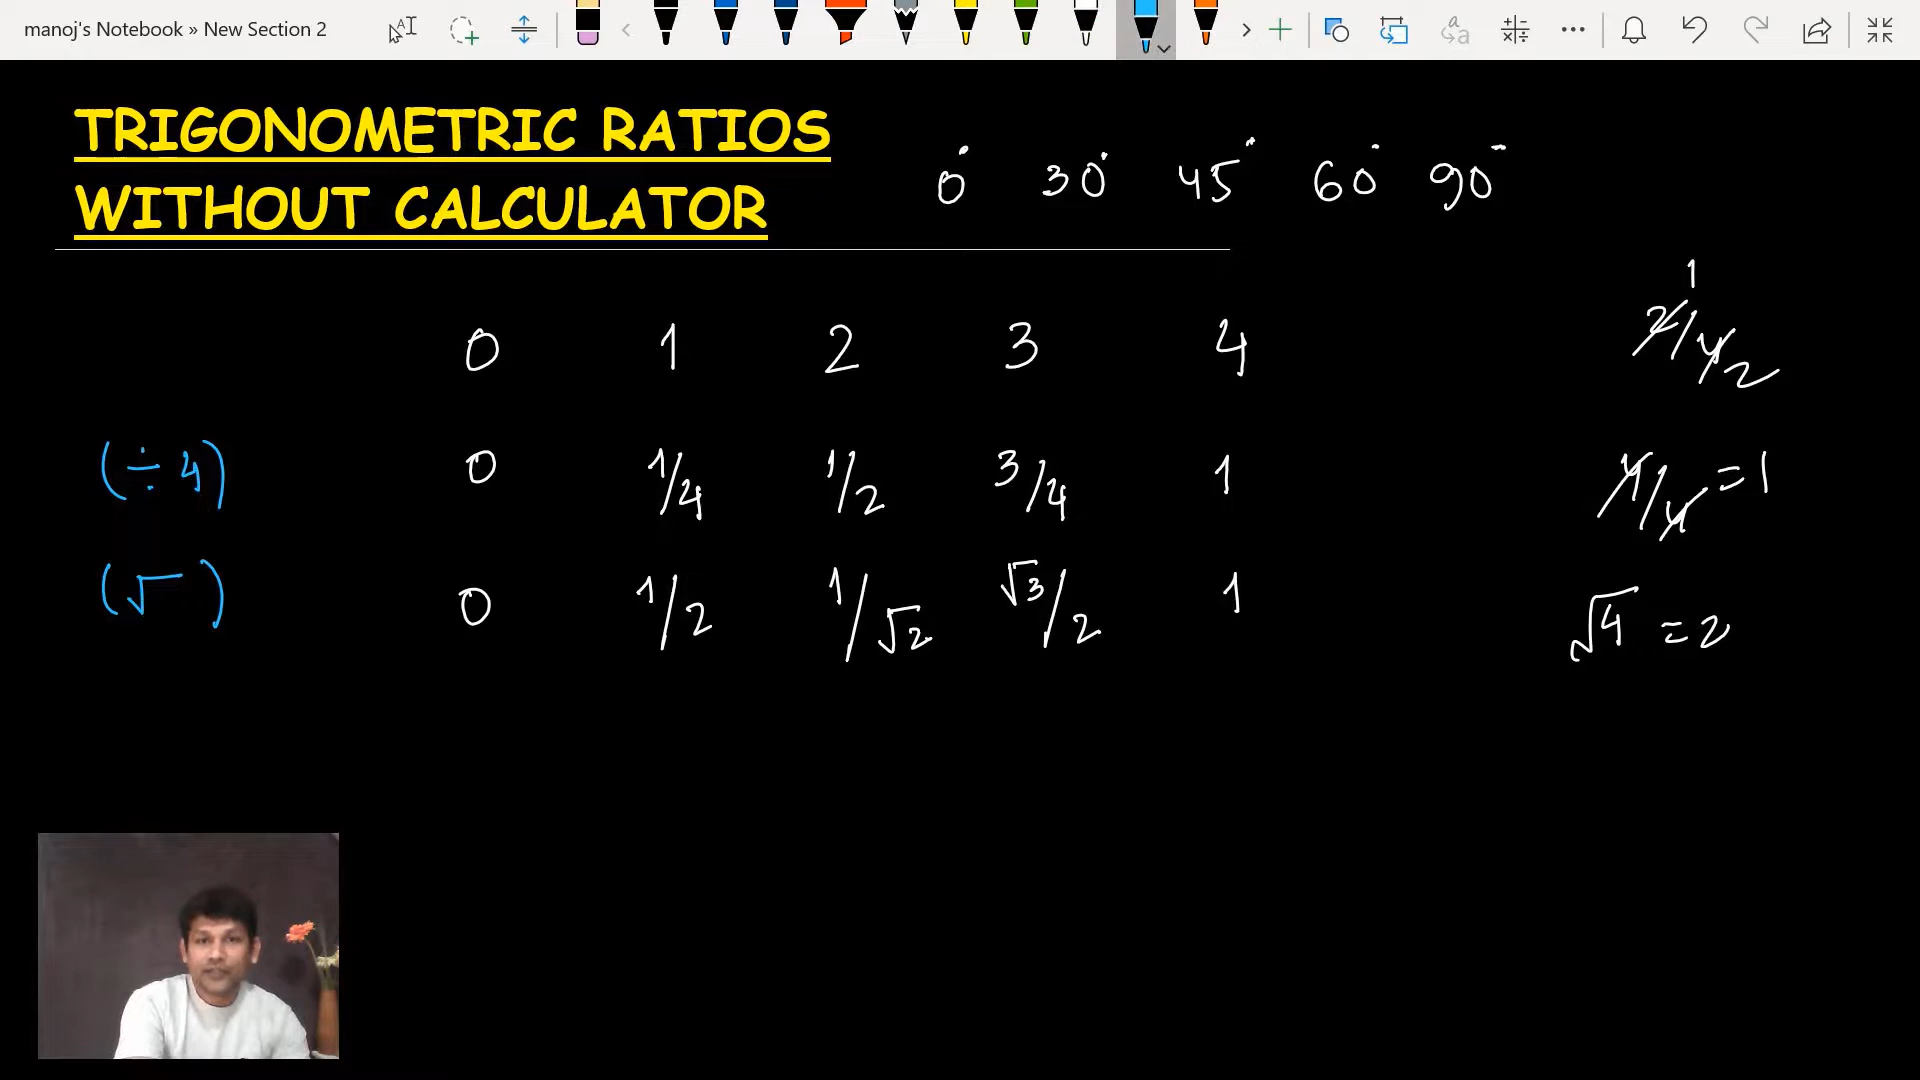 manoj's Notebook » New Section 2
TRIGONOMETRIC RATIOS
WITHOUT CALCULATOR
0° 30° 45° 60° 90°
0 1 2 3 4
2/4 1 2
(÷ 4) 0 1/4 1/2 3/4 1
4/4 = 1
(√ ) 0 1/2 1/√2 √3/2 1
√4 = 2